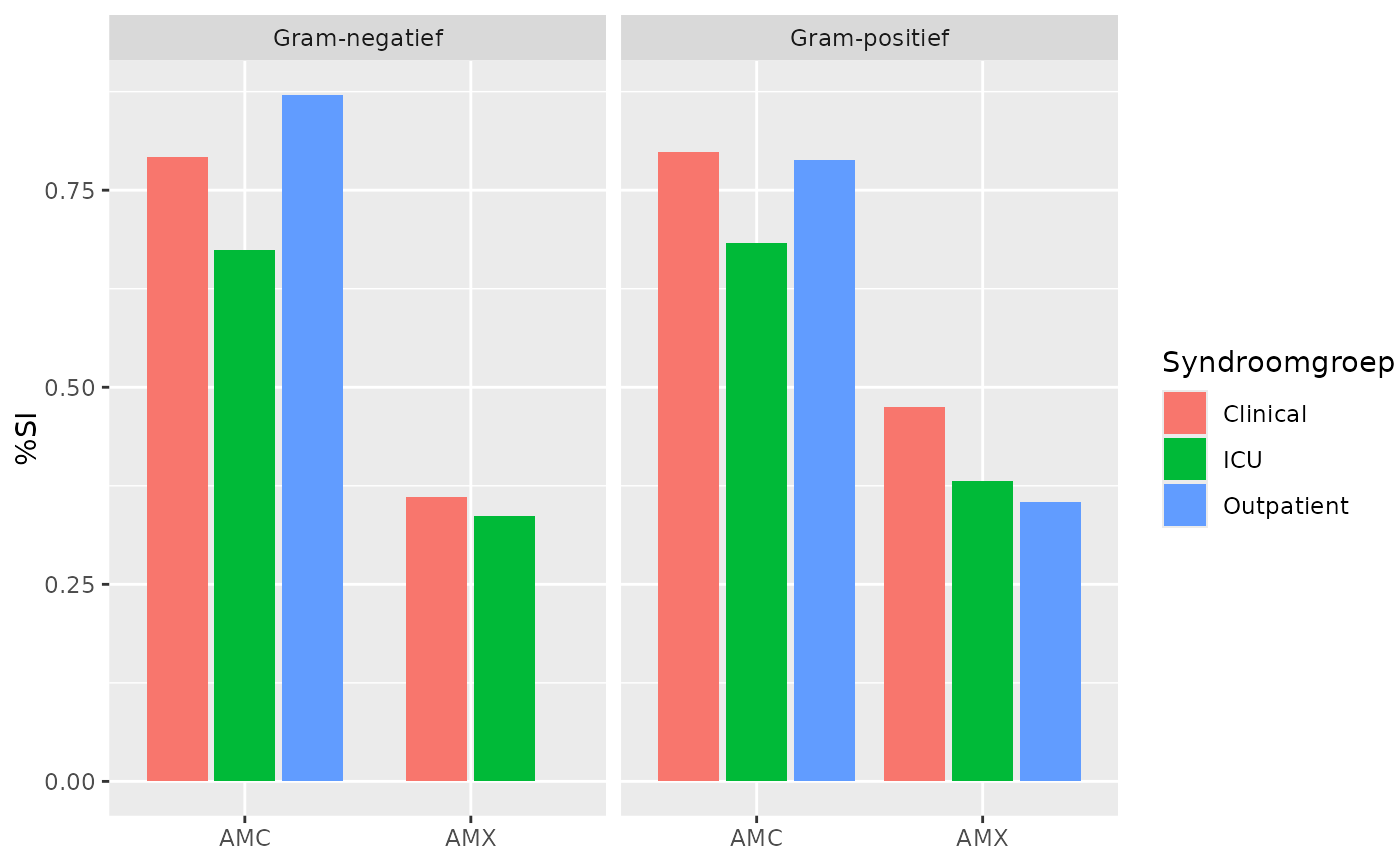 Gram-negatief
Gram-positief
%SI
0.75
0.50
0.25
0.00
AMC
AMX
AMC
AMX
Syndroomgroep
Clinical
ICU
Outpatient